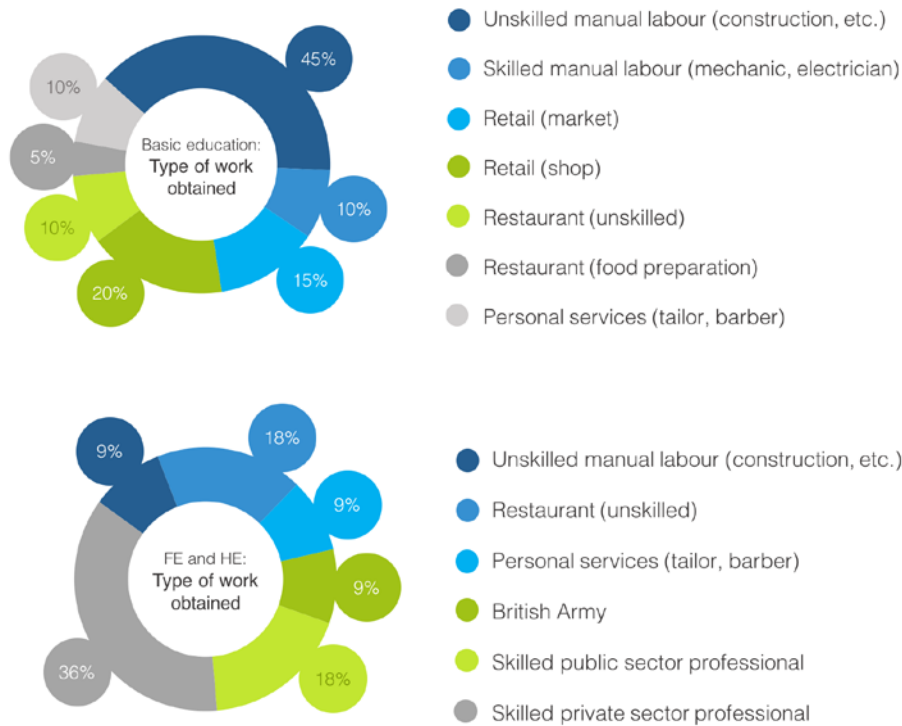 Unskilled manual labour (construction, etc.)
45%
Skilled manual labour (mechanic, electrician)
10%
Retail (market)
Basic education:
Type of work
obtained
5%
Retail (shop)
10%
10%
Restaurant (unskilled)
Restaurant (food preparation)
20%
15%
Personal services (tailor, barber)
9%
18%
Unskilled manual labour (construction, etc.)
9%
Restaurant (unskilled)
FE and HE:
Type of work
obtained
Personal services (tailor, barber)
9%
British Army
36%
18%
Skilled public sector professional
Skilled private sector professional